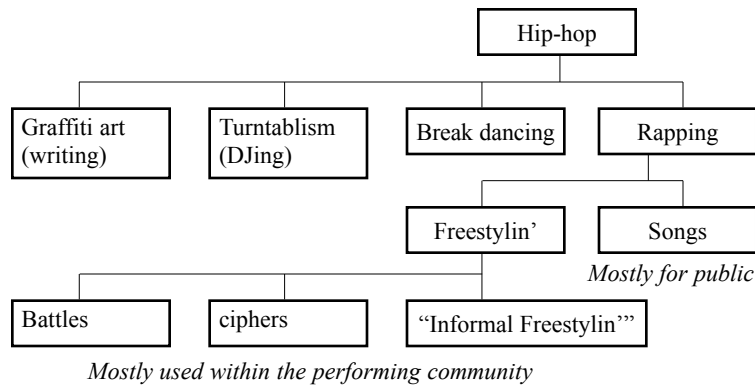 Hip-hop
Graffiti art
(writing)
Turntablism
(DJing)
Break dancing
Rapping
Freestylin’
Songs
Mostly for public
Battles
ciphers
“Informal Freestylin’”
Mostly used within the performing community